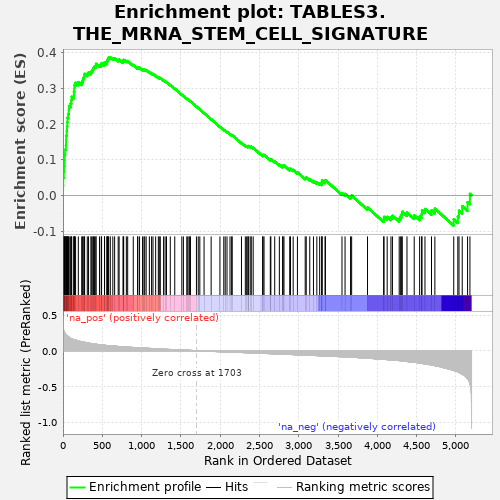 Enrichment plot: TABLES3.
THE_MRNA_STEM_CELL_SIGNATURE
Enrichment score (ES)
0.4
0.3
0.2
0.1
0.0
-0.1
Ranked list metric (PreRanked)
'na_pos' (positively correlated)
0.5
0.0
-0.5
-1.0
Zero cross at 1703
'na_neg' (negatively correlated)
0
500
1,000
1,500
2,000
2,500
3,000
3,500
4,000
4,500
5,000
Rank in Ordered Dataset
Enrichment profile
Hits
Ranking metric scores